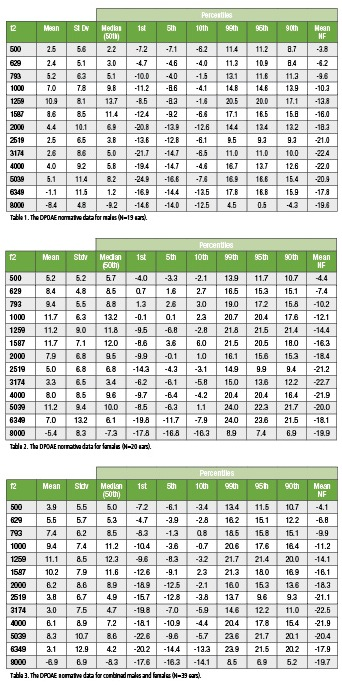 Percentiles
f2 Mean St Dv Median (50th) 1st 5th 10th 99th 95th 90th Mean NF
500 2.5 5.6 2.2 -7.2 -7.1 -6.2 11.4 11.2 8.7 -3.8
629 2.4 5.1 3.0 -4.7 -4.6 -4.0 11.3 10.9 8.4 -6.2
793 5.2 6.3 5.1 -10.0 -4.0 -1.5 13.1 11.6 11.3 -9.6
1000 7.0 7.8 9.8 -11.2 -8.6 -4.1 14.8 14.6 13.9 -10.3
1259 10.9 8.1 13.7 -8.5 -8.3 -1.6 20.5 20.0 17.1 -13.8
1587 8.6 8.5 11.4 -12.4 -9.2 -6.6 17.1 16.5 15.8 -16.0
2000 4.4 10.1 6.9 -20.8 -13.9 -12.6 14.4 13.4 13.2 -18.3
2519 2.5 6.5 3.8 -13.6 -12.8 -6.1 9.5 9.3 9.3 -21.0
3174 2.6 8.6 5.0 -21.7 -14.7 -6.5 11.0 11.0 10.0 -22.4
4000 4.0 9.2 5.8 -19.4 -14.7 -4.6 16.7 13.7 12.6 -22.0
5039 5.1 11.4 8.2 -24.9 -16.6 -7.6 16.9 16.6 15.4 -20.9
6349 -1.1 11.5 1.2 -16.9 -14.4 -13.5 17.8 16.8 15.9 -17.8
8000 -8.4 4.8 -9.2 -14.6 -14.0 -12.5 4.5 0.5 -4.3 -19.6
Table 1. The DPOAE normative data for males (N=19 ears).
Percentiles
f2 Mean Stdv Median (50th) 1st 5th 10th 99th 95th 90th Mean NF
500 5.2 5.2 5.7 -4.0 -3.3 -2.1 13.9 11.7 10.7 -4.4
629 8.4 4.8 8.5 0.7 1.6 2.7 16.5 15.3 15.1 -7.4
793 9.4 5.5 8.8 1.3 2.6 3.0 19.0 17.2 15.8 -10.2
1000 11.7 6.3 13.2 -0.1 0.1 2.3 20.7 20.4 17.6 -12.1
1259 11.2 9.0 11.8 -9.5 -6.8 -2.8 21.8 21.5 21.4 -14.4
1587 11.7 7.1 12.0 -8.6 3.6 6.0 21.5 20.5 18.0 -16.3
2000 7.9 6.8 9.5 -9.9 -0.1 1.0 16.1 15.6 15.3 -18.4
2519 5.0 6.8 6.8 -14.3 -4.3 -3.1 14.9 9.9 9.4 -21.2
3174 3.3 6.5 3.4 -6.2 -6.1 -5.8 15.0 13.6 12.2 -22.7
4000 8.0 8.5 9.6 -9.7 -6.4 -4.2 20.4 20.4 16.4 -21.9
5039 11.2 9.4 10.0 -8.5 -6.3 1.1 24.0 22.3 21.7 -20.0
6349 7.0 13.2 6.1 -19.8 -11.7 -7.9 24.0 23.6 21.5 -18.1
8000 -5.4 8.3 -7.3 -17.8 -16.8 -16.3 8.9 7.4 6.9 -19.9
Table 2. The DPOAE normative data for females (N=20 ears).
Percentiles
f2 Mean Stdv Median (50th) 1st 5th 10th 99th 95th 90th Mean NF
500 3.9 5.5 5.0 -7.2 -6.1 -3.4 13.4 11.5 10.7 -4.1
629 5.5 5.7 5.3 -4.7 -3.9 -2.8 16.2 15.1 12.2 -6.8
793 7.4 6.2 8.5 -8.3 -1.3 0.8 18.5 15.8 15.1 -9.9
1000 9.4 7.4 11.2 -10.4 -3.6 -0.7 20.6 17.6 16.4 -11.2
1259 11.1 8.5 12.3 -9.6 -8.3 -3.2 21.7 21.4 20.0 -14.1
1587 10.2 7.9 11.6 -12.6 -9.1 2.3 21.3 18.0 16.9 -16.1
2000 6.2 8.6 8.9 -18.9 -12.5 -2.1 16.0 15.3 13.6 -18.3
2519 3.8 6.7 4.9 -15.7 -12.8 -3.8 13.7 9.6 9.3 -21.1
3174 3.0 7.5 4.7 -19.8 -7.0 -5.9 14.6 12.2 11.0 -22.5
4000 6.1 8.9 7.2 -18.1 -10.9 -4.4 20.4 17.8 15.4 -21.9
5039 8.3 10.7 8.6 -22.6 -9.6 -5.7 23.6 21.7 20.1 -20.4
6349 3.1 12.9 4.2 -20.2 -14.4 -13.3 23.9 21.5 20.2 -17.9
8000 -6.9 6.9 -8.3 -17.6 -16.3 -14.1 8.5 6.9 5.2 -19.7
Table 3. The DPOAE normative data for combined males and females (N=39 ears).